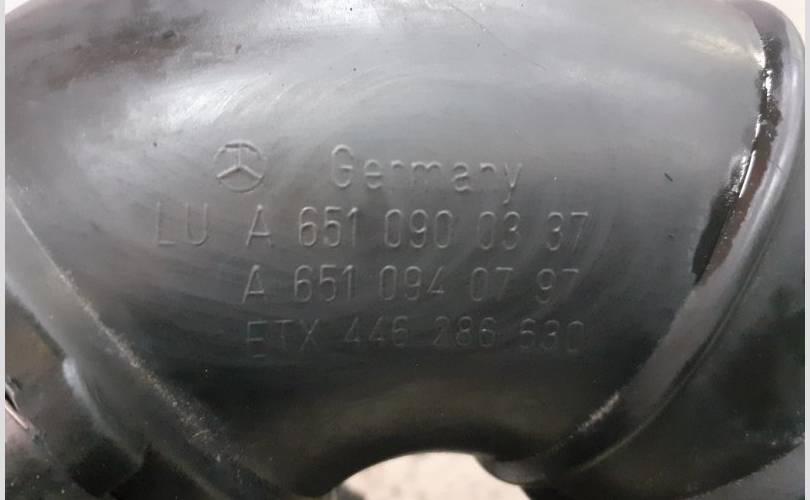 Germany
LU A 651 090 03 37
A 651 094 07 97
ETX 446 286 630